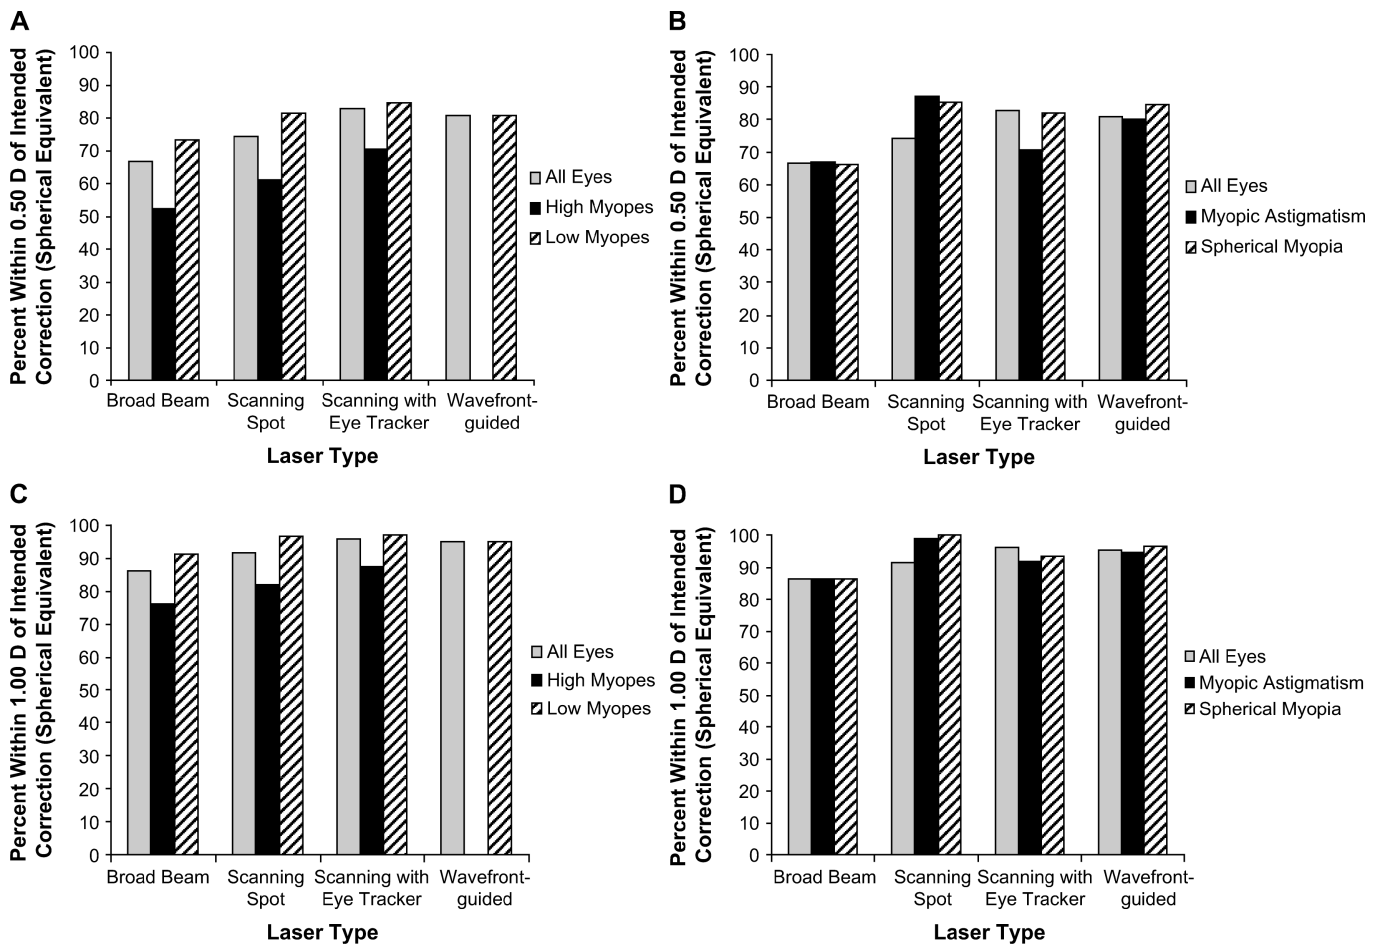 A
Percent Within 0.50 D of Intended
Correction (Spherical Equivalent)
100
90
80
70
60
50
40
30
20
10
0
Broad Beam
Scanning
Spot
Scanning with
Eye Tracker
Wavefront-
guided
Laser Type
All Eyes
High Myopes
Low Myopes
B
Percent Within 0.50 D of Intended
Correction (Spherical Equivalent)
100
90
80
70
60
50
40
30
20
10
0
Broad Beam
Scanning
Spot
Scanning with
Eye Tracker
Wavefront-
guided
Laser Type
All Eyes
Myopic Astigmatism
Spherical Myopia
C
Percent Within 1.00 D of Intended
Correction (Spherical Equivalent)
100
90
80
70
60
50
40
30
20
10
0
Broad Beam
Scanning
Spot
Scanning with
Eye Tracker
Wavefront-
guided
Laser Type
All Eyes
High Myopes
Low Myopes
D
Percent Within 1.00 D of Intended
Correction (Spherical Equivalent)
100
90
80
70
60
50
40
30
20
10
0
Broad Beam
Scanning
Spot
Scanning with
Eye Tracker
Wavefront-
guided
Laser Type
All Eyes
Myopic Astigmatism
Spherical Myopia